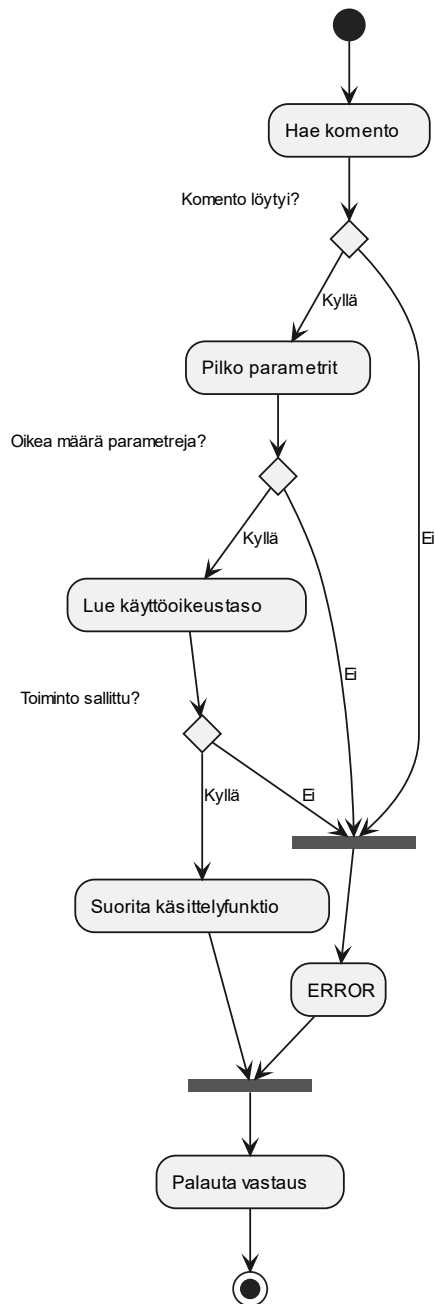 Hae komento
Komento löytyi?
Kyllä
Pilko parametrit
Oikea määrä parametreja?
Kyllä
Ei
Lue käyttöoikeustaso
Ei
Toiminto sallittu?
Kyllä
Ei
Suorita käsittelyfunktio
ERROR
Palauta vastaus